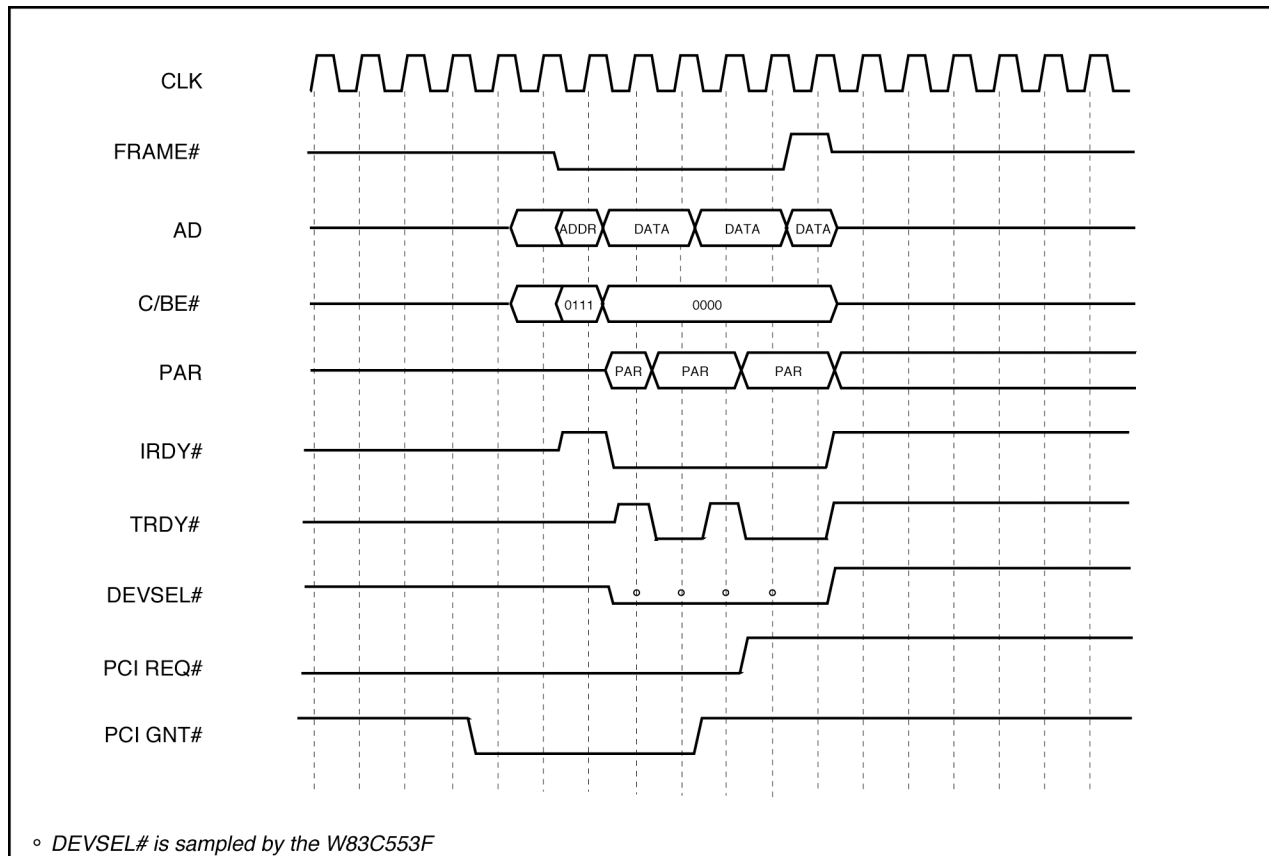 CLK
FRAME#
AD
ADDR DATA DATA DATA
C/BE#
0111 0000
PAR
PAR PAR PAR
IRDY#
TRDY#
DEVSEL#
PCI REQ#
PCI GNT#
° DEVSEL# is sampled by the W83C553F